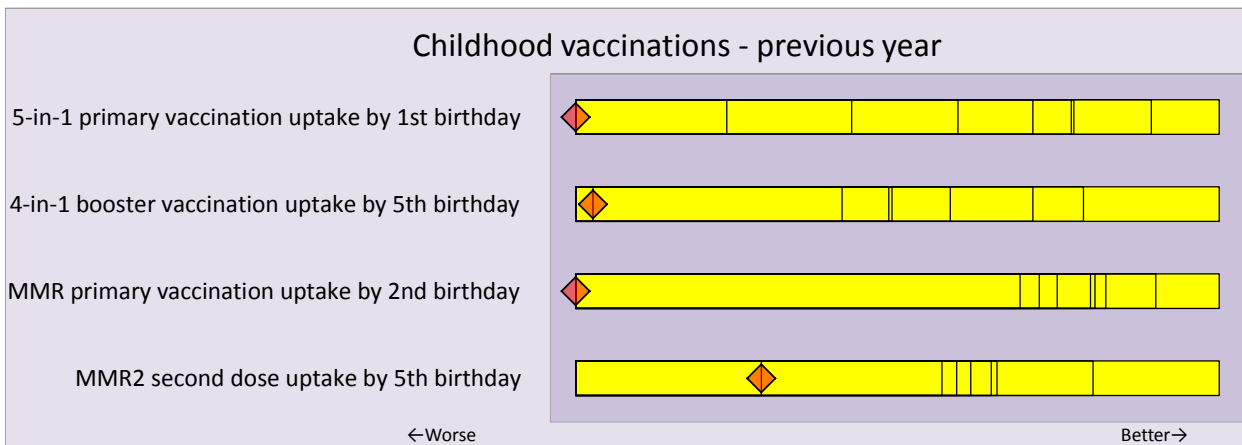 Childhood vaccinations - previous year
5-in-1 primary vaccination uptake by 1st birthday
4-in-1 booster vaccination uptake by 5th birthday
MMR primary vaccination uptake by 2nd birthday
MMR2 second dose uptake by 5th birthday
←Worse
Better→